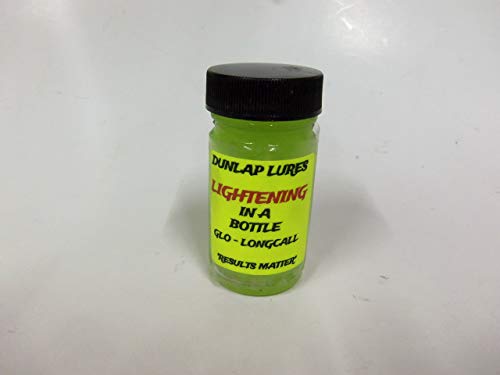 DUNLAP LURES
LIGHTENING
IN A
BOTTLE
GLO - LONGCALL
"RESULTS MATTER"